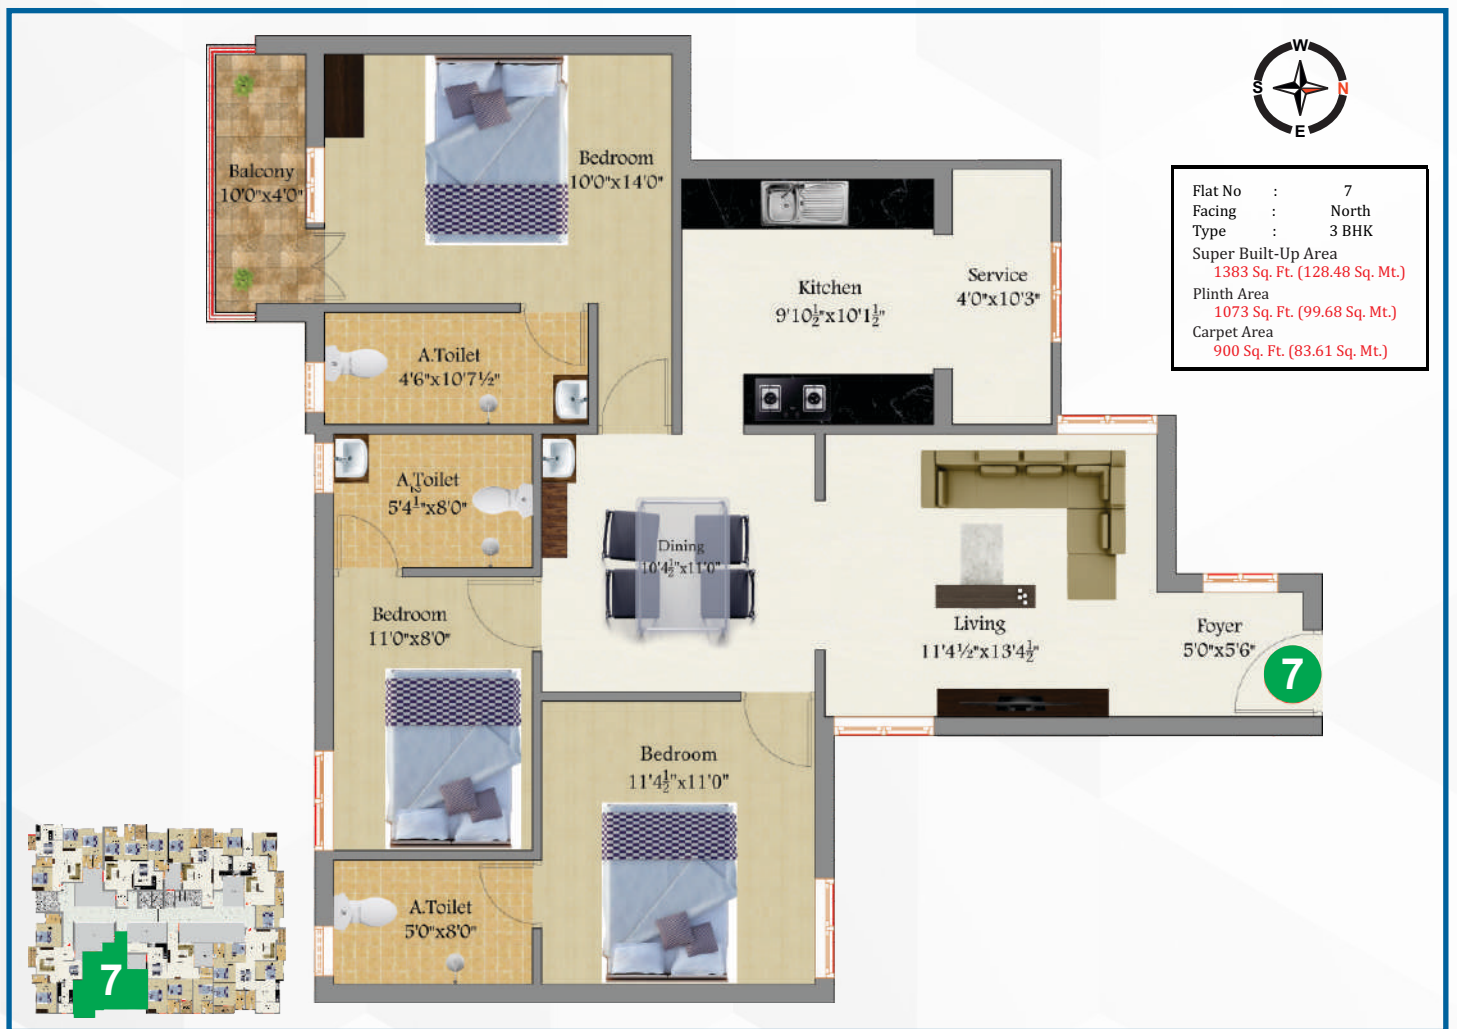 W
S
N
E
Flat No : 7
Facing : North
Type : 3 BHK
Super Built-Up Area
1383 Sq. Ft. (128.48 Sq. Mt.)
Plinth Area
1073 Sq. Ft. (99.68 Sq. Mt.)
Carpet Area
900 Sq. Ft. (83.61 Sq. Mt.)
Balcony
10'0"x4'0"
Bedroom
10'0"x14'0"
Kitchen
9'10½"x10'1½"
Service
4'0"x10'3"
A.Toilet
4'6"x10'7½"
A.Toilet
5'4½"x8'0"
Dining
10'4½"x11'0"
Bedroom
11'0"x8'0"
Living
11'4½"x13'4½"
Foyer
5'0"x5'6"
7
Bedroom
11'4½"x11'0"
A.Toilet
5'0"x8'0"
7